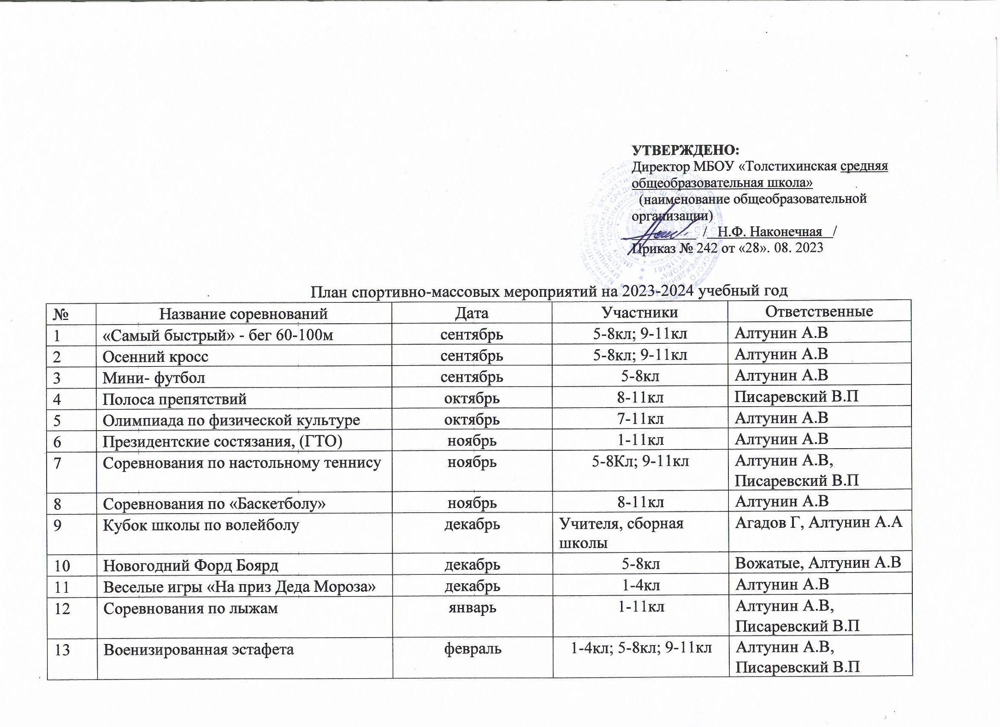 УТВЕРЖДЕНО:
Директор МБОУ «Толстихинская средняя
общеобразовательная школа»
(наименование общеобразовательной
организации)
/ Н.Ф. Наконечная /
Приказ № 242 от «28». 08. 2023
План спортивно-массовых мероприятий на 2023-2024 учебный год
№ Название соревнований Дата Участники Ответственные
1 «Самый быстрый» - бег 60-100м сентябрь 5-8кл; 9-11кл Алтунин А.В
2 Осенний кросс сентябрь 5-8кл; 9-11кл Алтунин А.В
3 Мини- футбол сентябрь 5-8кл Алтунин А.В
4 Полоса препятствий октябрь 8-11кл Писаревский В.П
5 Олимпиада по физической культуре октябрь 7-11кл Алтунин А.В
6 Президентские состязания, (ГТО) ноябрь 1-11кл Алтунин А.В
7 Соревнования по настольному теннису ноябрь 5-8Кл; 9-11кл Алтунин А.В,
Писаревский В.П
8 Соревнования по «Баскетболу» ноябрь 8-11кл Алтунин А.В
9 Кубок школы по волейболу декабрь Учителя, сборная Агадов Г, Алтунин А.А
школы
10 Новогодний Форд Боярд декабрь 5-8кл Вожатые, Алтунин А.В
11 Веселые игры «На приз Деда Мороза» декабрь 1-4кл Алтунин А.В
12 Соревнования по лыжам январь 1-11кл Алтунин А.В,
Писаревский В.П
13 Военизированная эстафета февраль 1-4кл; 5-8кл; 9-11кл Алтунин А.В,
Писаревский В.П